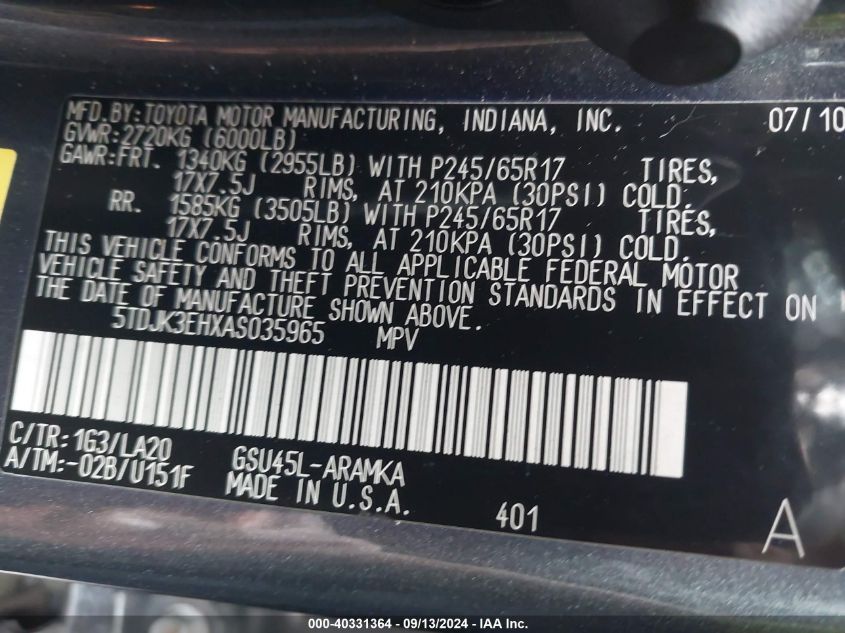 MFD.BY:TOYOTA MOTOR MANUFACTURING, INDIANA, INC. 07/10
GVWR:2720KG (6000LB)
GAWR:FRT. 1340KG (2955LB) WITH P245/65R17 TIRES,
17X7.5J RIMS, AT 210KPA (30PSI) COLD.
RR. 1585KG (3505LB) WITH P245/65R17 TIRES,
17X7.5J RIMS, AT 210KPA (30PSI) COLD.
THIS VEHICLE CONFORMS TO ALL APPLICABLE FEDERAL MOTOR
VEHICLE SAFETY AND THEFT PREVENTION STANDARDS IN EFFECT ON
THE DATE OF MANUFACTURE SHOWN ABOVE.
5TDJK3EHXAS035965 MPV
C/TR:1G3/LA20 GSU45L-ARAMKA
A/TM:-02B/U151F MADE IN U.S.A. 401 A
000-40331364 - 09/13/2024 - www.iaai.com - Copyright IAA, Inc.